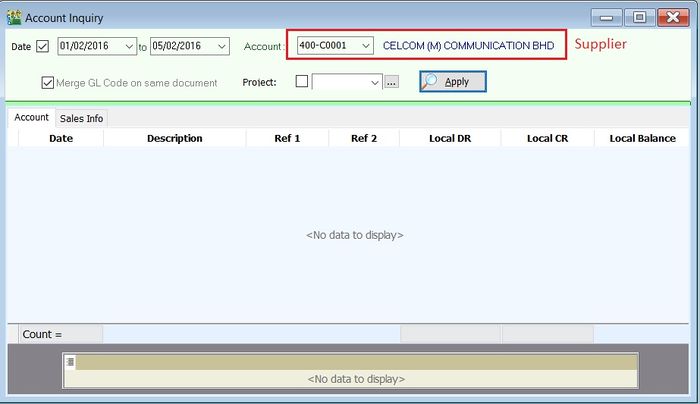 Account Inquiry
Date 01/02/2016 to 05/02/2016 Account : 400-C0001 CELCOM (M) COMMUNICATION BHD Supplier
Merge GL Code on same document Project: ... Apply
Account Sales Info
Date Description Ref 1 Ref 2 Local DR Local CR Local Balance
<No data to display>
Count =
<No data to display>